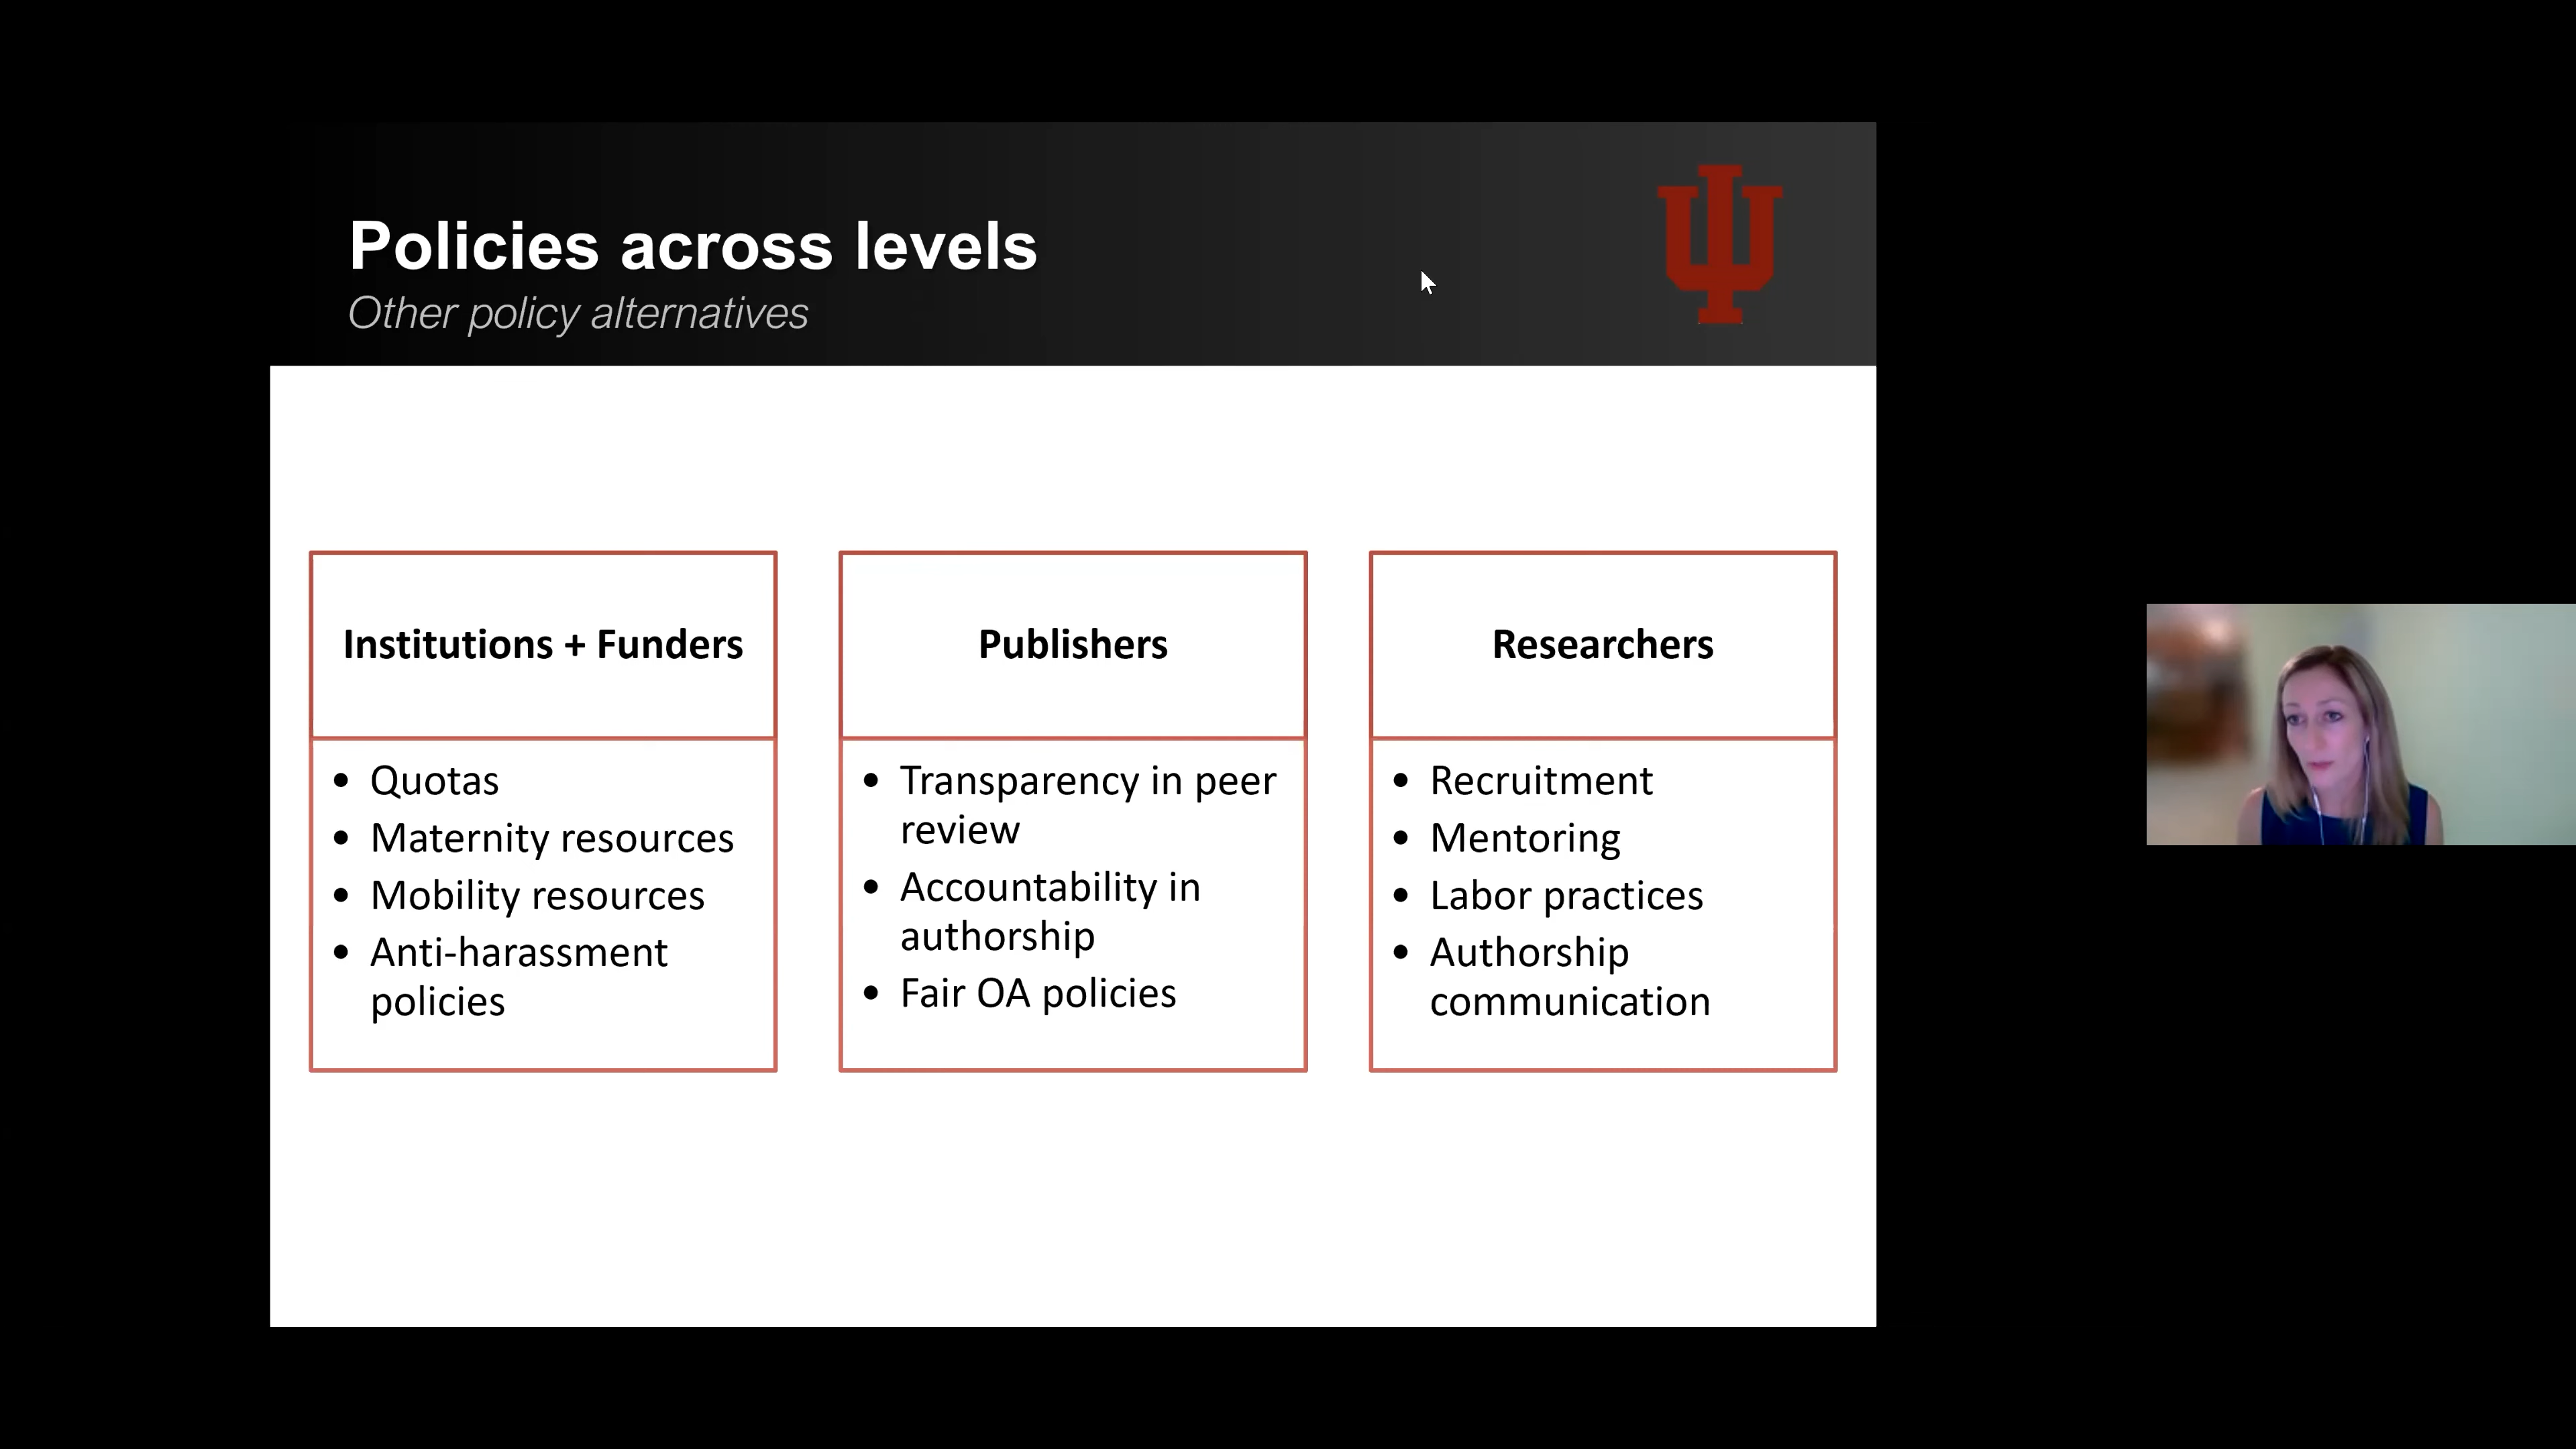 Policies across levels
Other policy alternatives
Institutions + Funders
• Quotas
• Maternity resources
• Mobility resources
• Anti-harassment
policies
Publishers
• Transparency in peer
review
• Accountability in
authorship
• Fair OA policies
Researchers
• Recruitment
• Mentoring
• Labor practices
• Authorship
communication